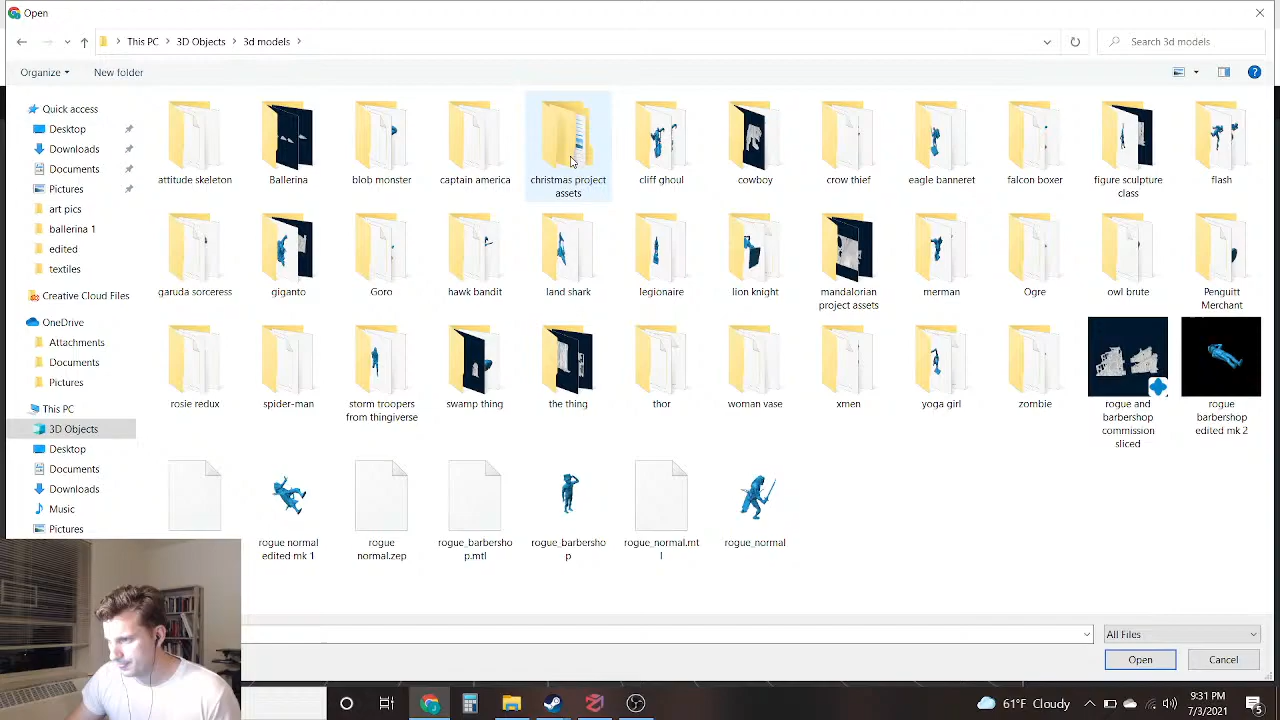 Open
This PC
3D Objects
3d models
Search 3d models
Organize
New folder
Quick access
Desktop
Downloads
Documents
Pictures
art pics
ballerina 1
edited
textiles
Creative Cloud Files
OneDrive
Attachments
Documents
Pictures
This PC
3D Objects
Desktop
Documents
Downloads
Music
Pictures
attitude skeleton
Ballerina
blob monster
captain america
christmas project
assets
cliff ghoul
cowboy
crow thief
eagle banneret
falcon boxer
figure sculpture
class
flash
garuda sorceress
giganto
Goro
hawk bandit
land shark
legionaire
lion knight
mandalorian
project assets
merman
Ogre
owl brute
Penguitt
Merchant
rosie redux
spider-man
storm troopers
from thingiverse
swamp thing
the thing
thor
woman vase
xmen
yoga girl
zombie
rogue and
barbershop
commission
sliced
rogue
barbershop
edited mk 2
rogue normal
edited mk 1
rogue
normal.zep
rogue_barbersho
p.mtl
rogue_barbersho
p
rogue_normal.mt
l
rogue_normal
All Files
Open
Cancel
61°F Cloudy
9:31 PM
7/3/2021
5